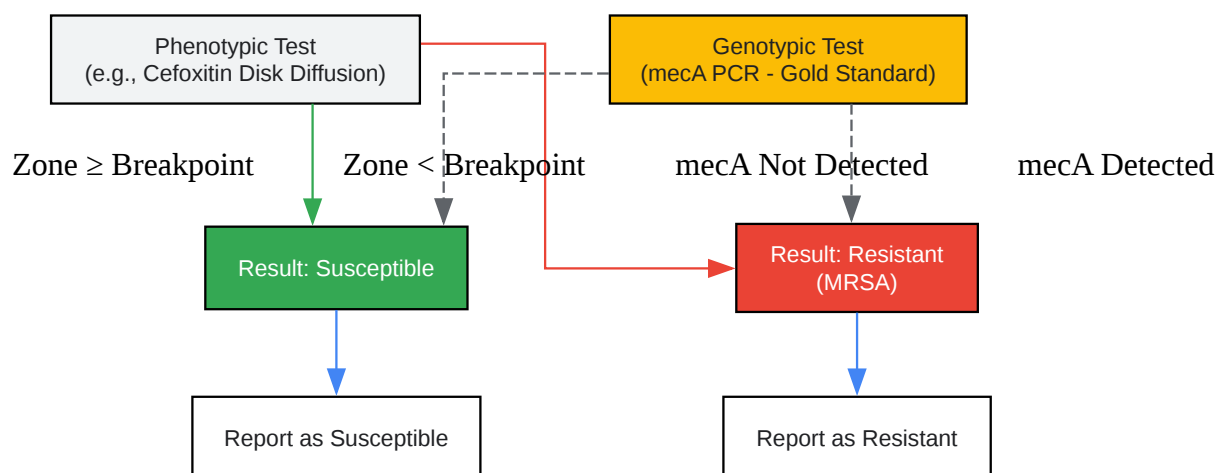 Phenotypic Test
(e.g., Cefoxitin Disk Diffusion)
Genotypic Test
(mecA PCR - Gold Standard)
Zone ≥ Breakpoint
Zone < Breakpoint
mecA Not Detected
mecA Detected
Result: Susceptible
Result: Resistant
(MRSA)
Report as Susceptible
Report as Resistant